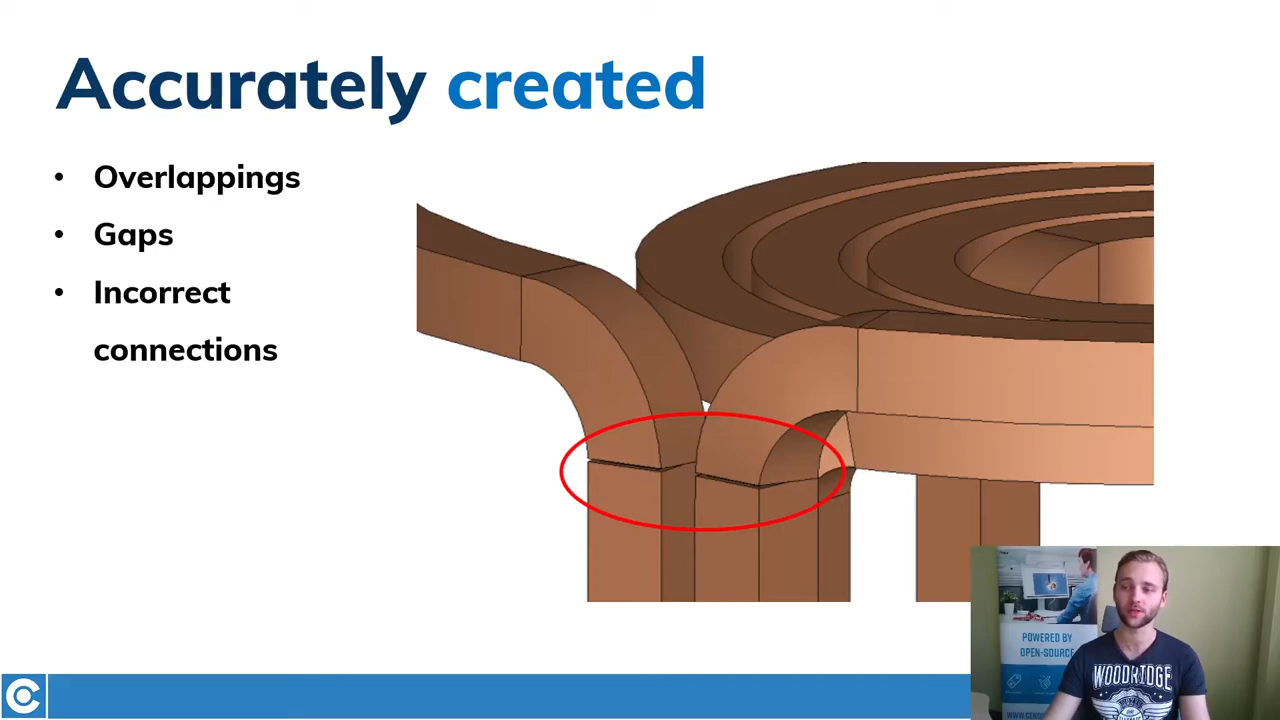 Accurately created
• Overlappings
• Gaps
• Incorrect
connections
POWERED BY
OPEN-SOURCE
WOODRIDGE